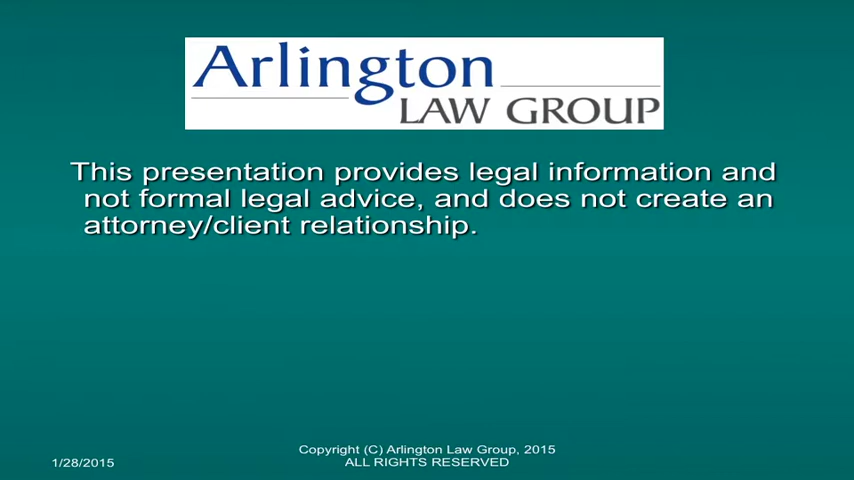 Arlington
LAW GROUP
This presentation provides legal information and
not formal legal advice, and does not create an
attorney/client relationship.
1/28/2015
Copyright (C) Arlington Law Group, 2015
ALL RIGHTS RESERVED